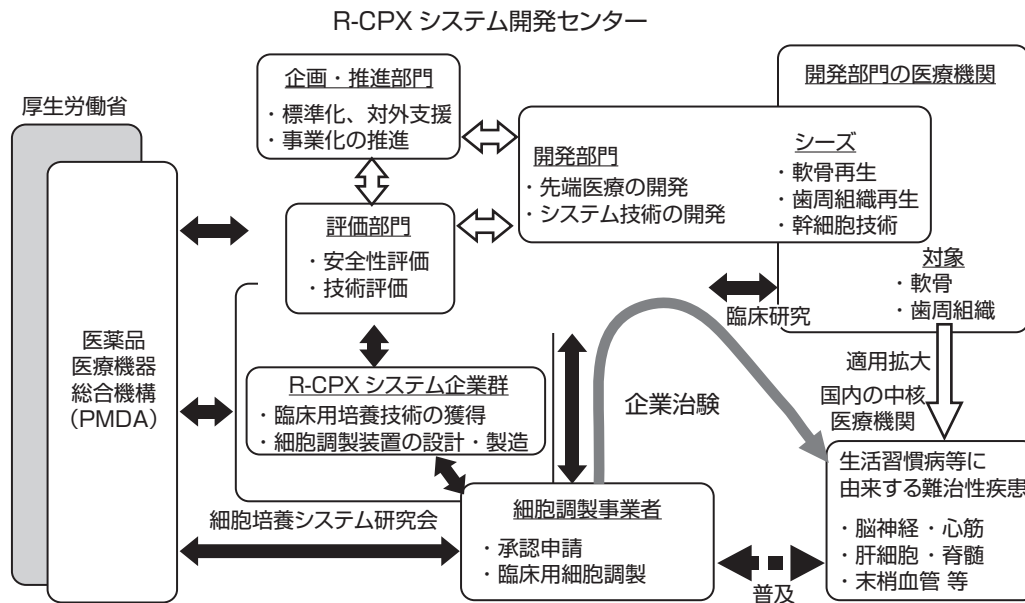 R-CPX システム開発センター
厚生労働省
医薬品
医療機器
総合機構
(PMDA)
企画・推進部門
・標準化、対外支援
・事業化の推進
評価部門
・安全性評価
・技術評価
開発部門
・先端医療の開発
・システム技術の開発
開発部門の医療機関
シーズ
・軟骨再生
・歯周組織再生
・幹細胞技術
対象
・軟骨
・歯周組織
臨床研究
適用拡大
国内の中核
医療機関
R-CPX システム企業群
・臨床用培養技術の獲得
・細胞調製装置の設計・製造
企業治験
細胞培養システム研究会
細胞調製事業者
・承認申請
・臨床用細胞調製
普及
生活習慣病等に
由来する難治性疾患
・脳神経・心筋
・肝細胞・脊髄
・末梢血管 等